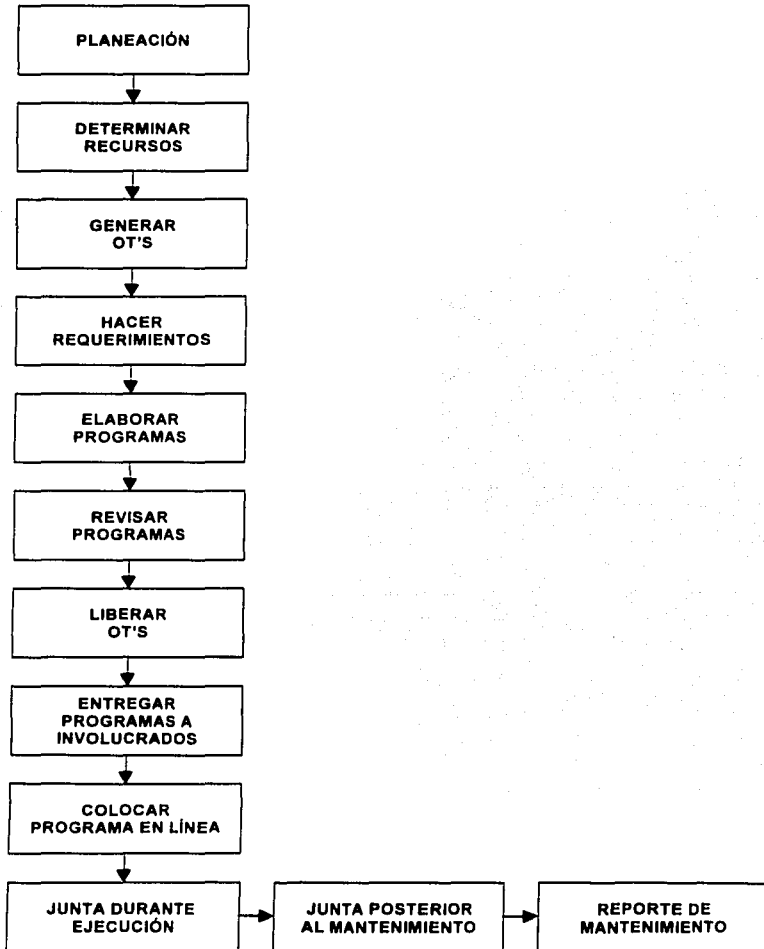 PLANEACIÓN
DETERMINAR
RECURSOS
GENERAR
OT'S
HACER
REQUERIMIENTOS
ELABORAR
PROGRAMAS
REVISAR
PROGRAMAS
LIBERAR
OT'S
ENTREGAR
PROGRAMAS A
INVOLUCRADOS
COLOCAR
PROGRAMA EN LÍNEA
JUNTA DURANTE
EJECUCIÓN
JUNTA POSTERIOR
AL MANTENIMIENTO
REPORTE DE
MANTENIMIENTO